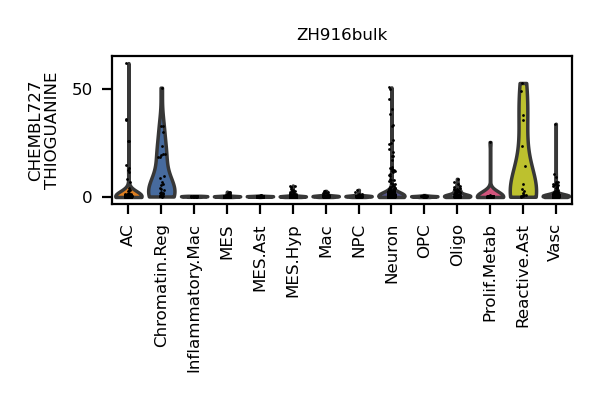 ZH916bulk
CHEMBL727
THIOGUANINE
50
0
AC
Chromatin.Reg
Inflammatory.Mac
MES
MES.Ast
MES.Hyp
Mac
NPC
Neuron
OPC
Oligo
Prolif.Metab
Reactive.Ast
Vasc